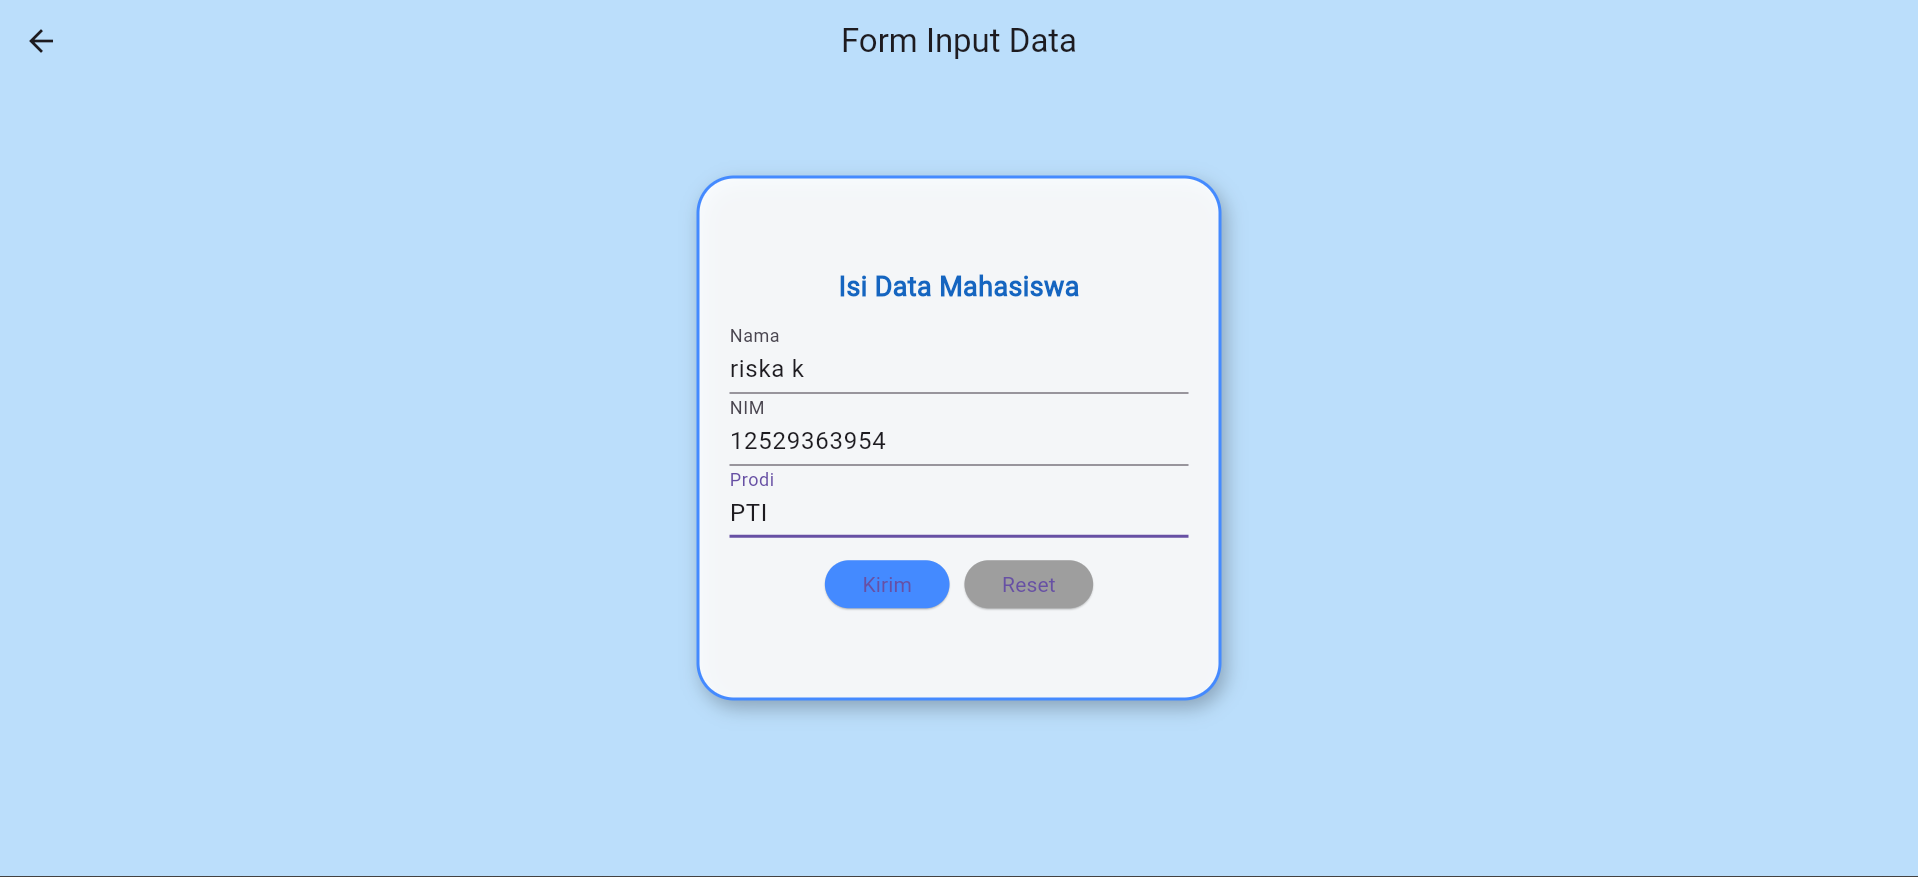 Form Input Data
Isi Data Mahasiswa
Nama
riska k
NIM
12529363954
Prodi
PTI
Kirim Reset